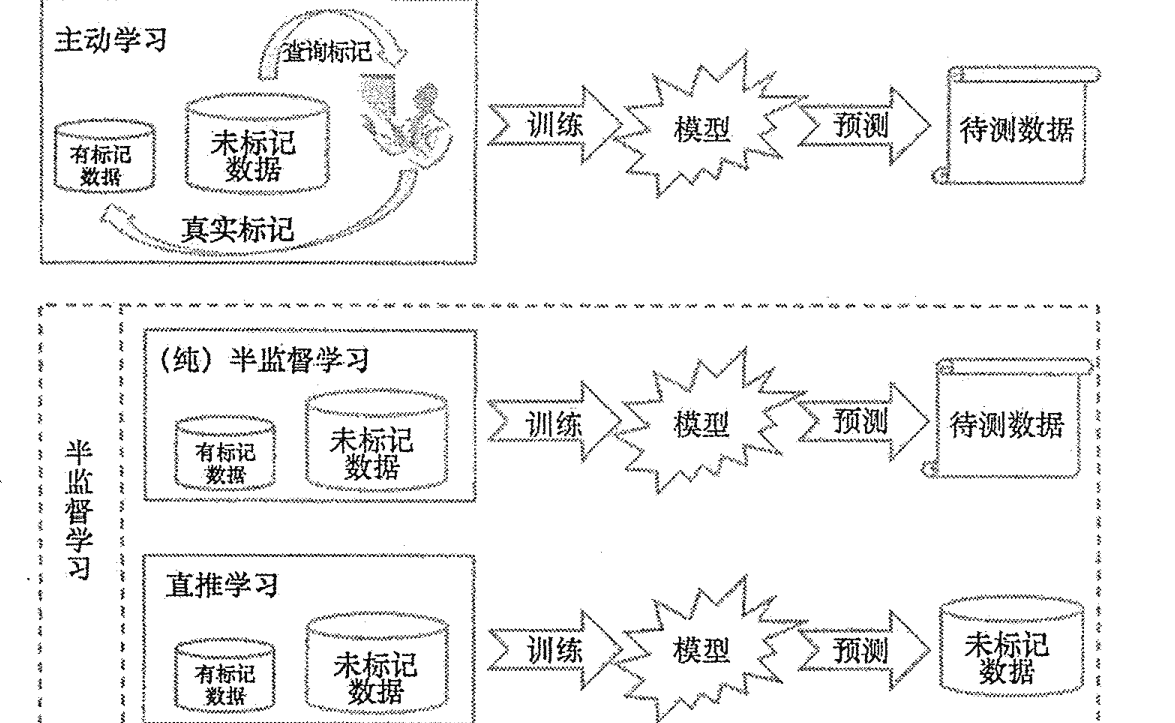 主动学习
查询标记
有标记
数据
未标记
数据
真实标记
训练
模型
预测
待测数据
半监督学习
（纯）半监督学习
有标记
数据
未标记
数据
训练
模型
预测
待测数据
直推学习
有标记
数据
未标记
数据
训练
模型
预测
未标记
数据